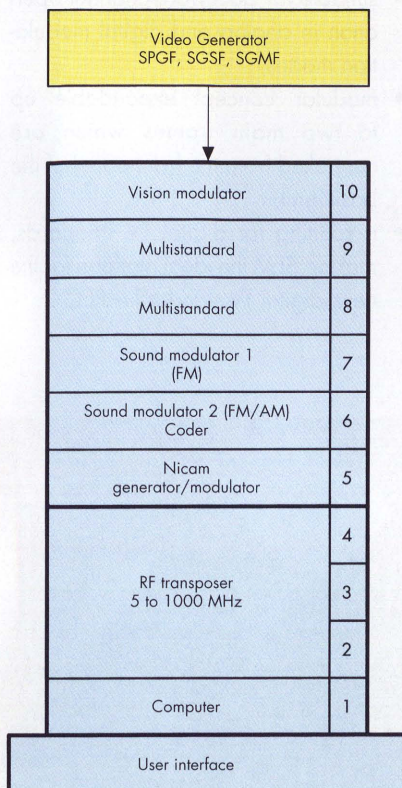 Video Generator
SPGF, SGSF, SGMF
Vision modulator 10
Multistandard 9
Multistandard 8
Sound modulator 1
(FM) 7
Sound modulator 2 (FM/AM)
Coder 6
Nicam
generator/modulator 5
4
RF transposer
5 to 1000 MHz 3
2
Computer 1
User interface